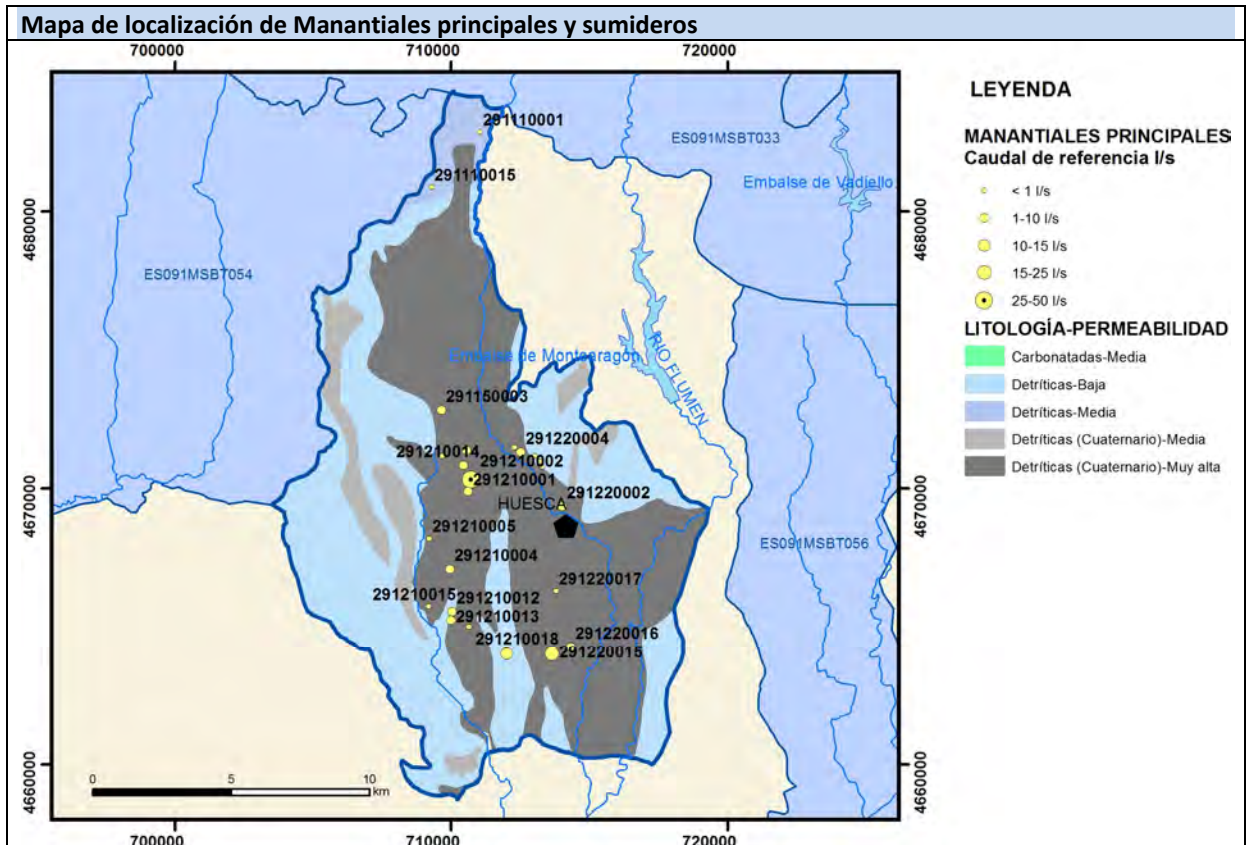 Mapa de localización de Manantiales principales y sumideros
700000
710000
720000
4680000
4670000
4660000
4680000
4670000
4660000
291110001
ES091MSBT033
291110015
Embalse de Vadiello
ES091MSBT054
Embalse de Montearagón
RIO FLUMEN
291150003
291220004
291210014
291210002
291210001
291220002
HUESCA
291210005
ES091MSBT056
291210004
291220017
291210015
291210012
291210013
291220016
291210018
291220015
0
5
10
km
700000
710000
720000
LEYENDA
MANANTIALES PRINCIPALES
Caudal de referencia l/s
< 1 l/s
1-10 l/s
10-15 l/s
15-25 l/s
25-50 l/s
LITOLOGÍA-PERMEABILIDAD
Carbonatadas-Media
Detríticas-Baja
Detríticas-Media
Detríticas (Cuaternario)-Media
Detríticas (Cuaternario)-Muy alta